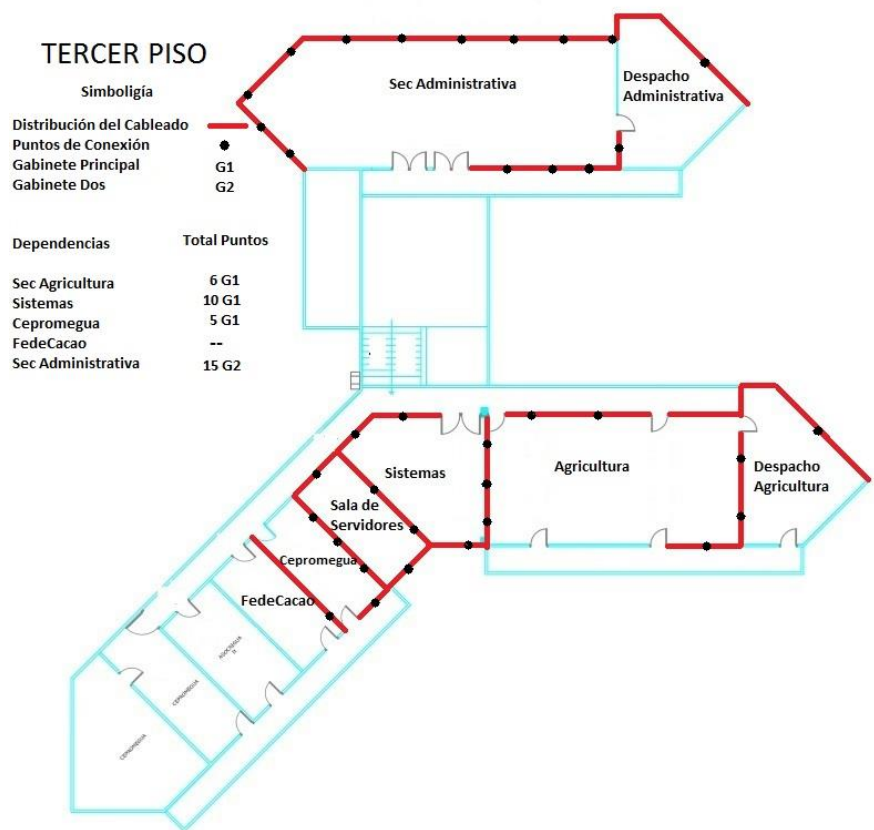 TERCER PISO
Simboligía
Distribución del Cableado
Puntos de Conexión
Gabinete Principal G1
Gabinete Dos G2
Dependencias Total Puntos
Sec Agricultura 6 G1
Sistemas 10 G1
Cepromegua 5 G1
FedeCacao --
Sec Administrativa 15 G2
Sec Administrativa
Despacho
Administrativa
Sistemas
Agricultura
Despacho
Agricultura
Sala de
Servidores
Cepromegua
FedeCacao
CEPROMEGUA
CEPROMEGUA